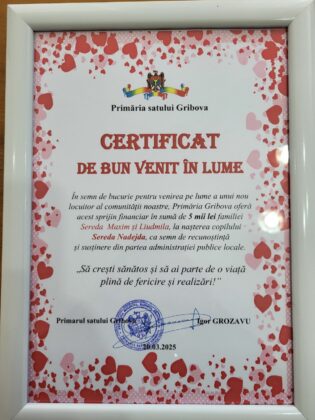 Primăria satului Gribova
CERTIFICAT
DE BUN VENIT ÎN LUME
În semn de bucurie pentru venirea pe lume a unui nou
locuitor al comunității noastre, Primăria Gribova oferă
acest sprijin financiar în sumă de 5 mii lei familiei
Sereda Maxim și Liudmila, la nașterea copilului
Sereda Nadejda, ca semn de recunoștință
și susținere din partea administrației publice locale.
„Să crești sănătos și să ai parte de o viață
plină de fericire și realizări!”
Primarul satului Gribova Igor GROZAVU
20.03.2025